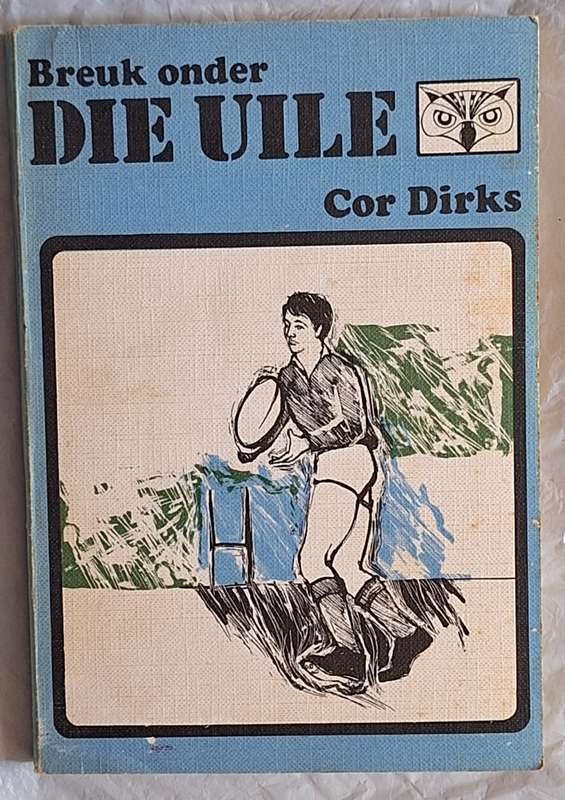 Breuk onder
DIE UILE
Cor Dirks